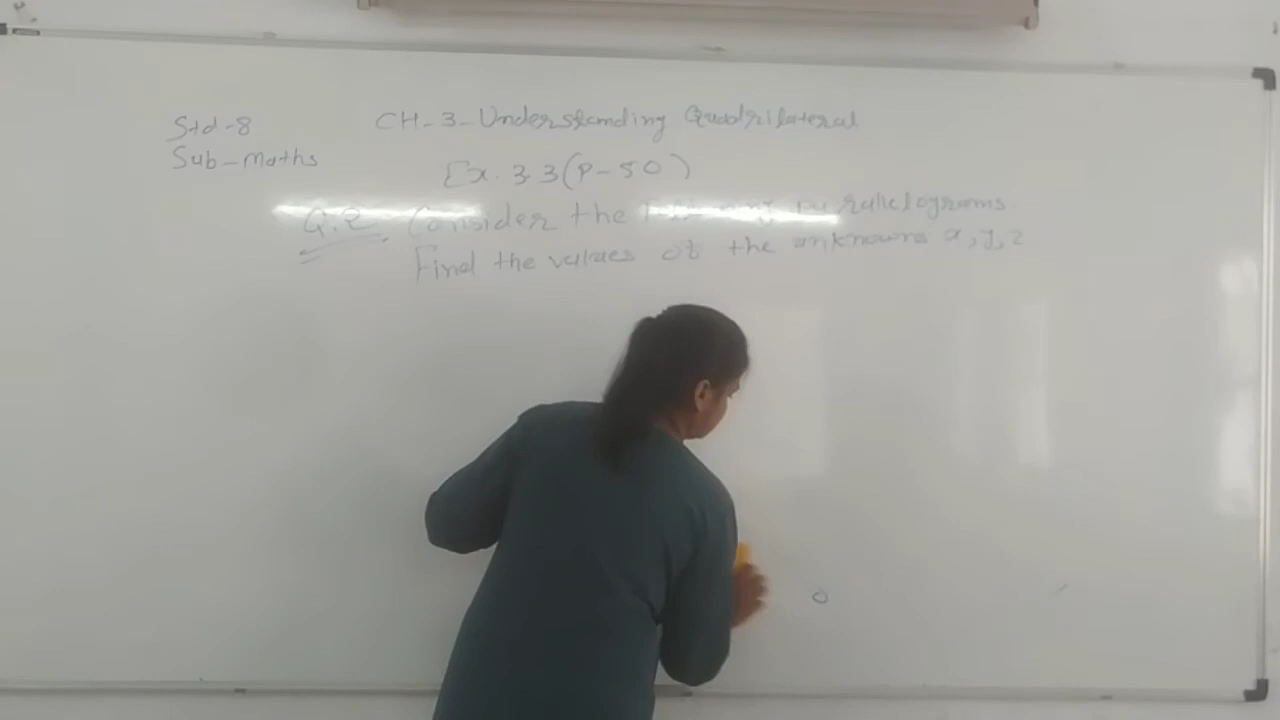 Std-8 CH-3-Understanding Quadrilateral
Sub-Maths
Ex. 3.3(P-50)
Q.2 Consider the parallelograms.
Find the values of the unknowns x, y, z
0